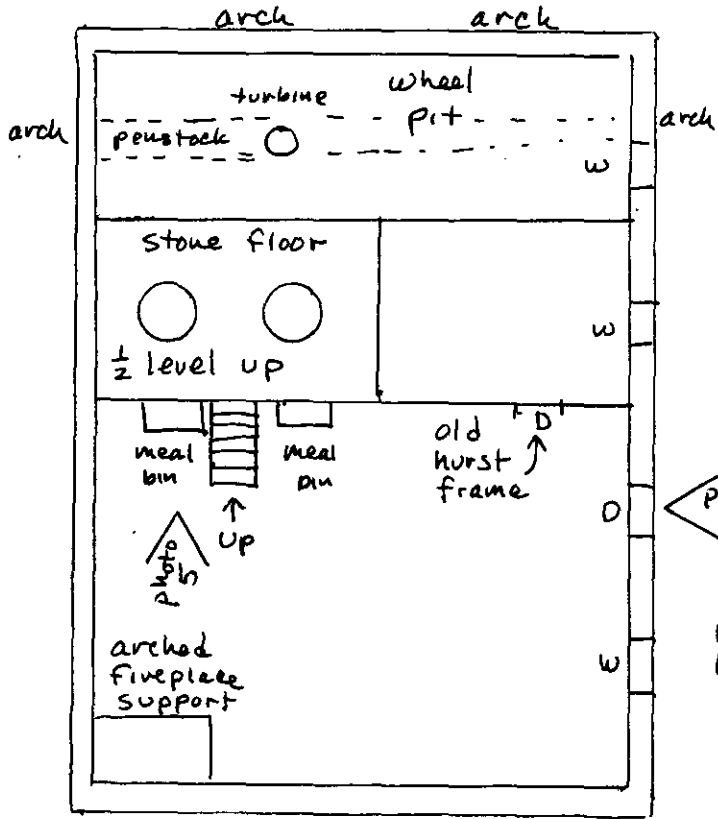 arch
arch
wheel
turbine
pit
arch
penstock
arch
W
stone floor
W
½ level up
meal
bin
meal
bin
old
hurst
frame
D
D
P
↑
up
photo
arched
fireplace
support
W